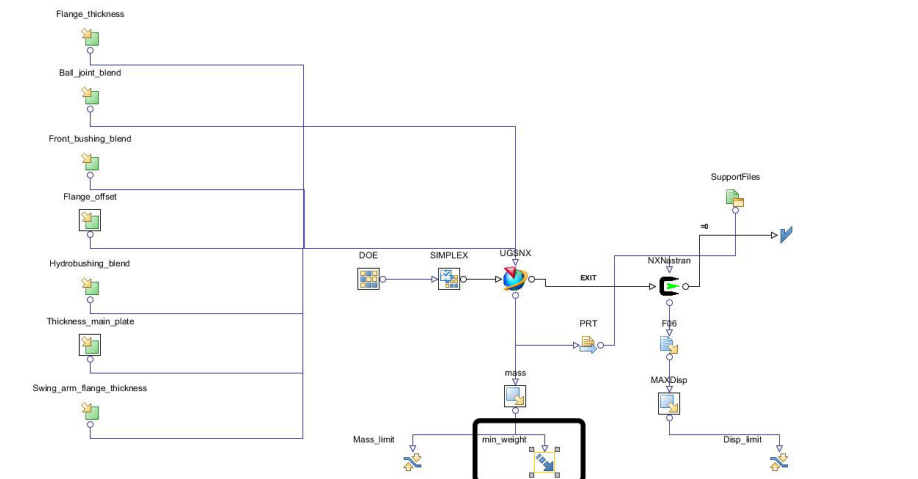 Flange_thickness
Ball_joint_blend
Front_bushing_blend
Flange_offset
Hydrobushing_blend
Thickness_main_plate
Swing_arm_flange_thickness
DOE
SIMPLEX
UGSNX
EXIT
NXNastran
SupportFiles
=0
PRT
F06
mass
MAXDisp
Mass_limit
min_weight
Disp_limit